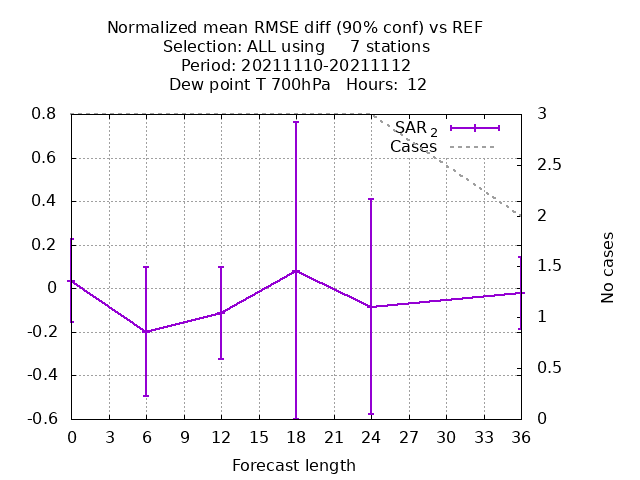 Normalized mean RMSE diff (90% conf) vs REF
Selection: ALL using     7 stations
Period: 20211110-20211112
Dew point T 700hPa   Hours:  12
SAR 2
Cases
0.8
0.6
0.4
0.2
0
-0.2
-0.4
-0.6
3
2.5
2
1.5
1
0.5
0
No cases
0 3 6 9 12 15 18 21 24 27 30 33 36
Forecast length